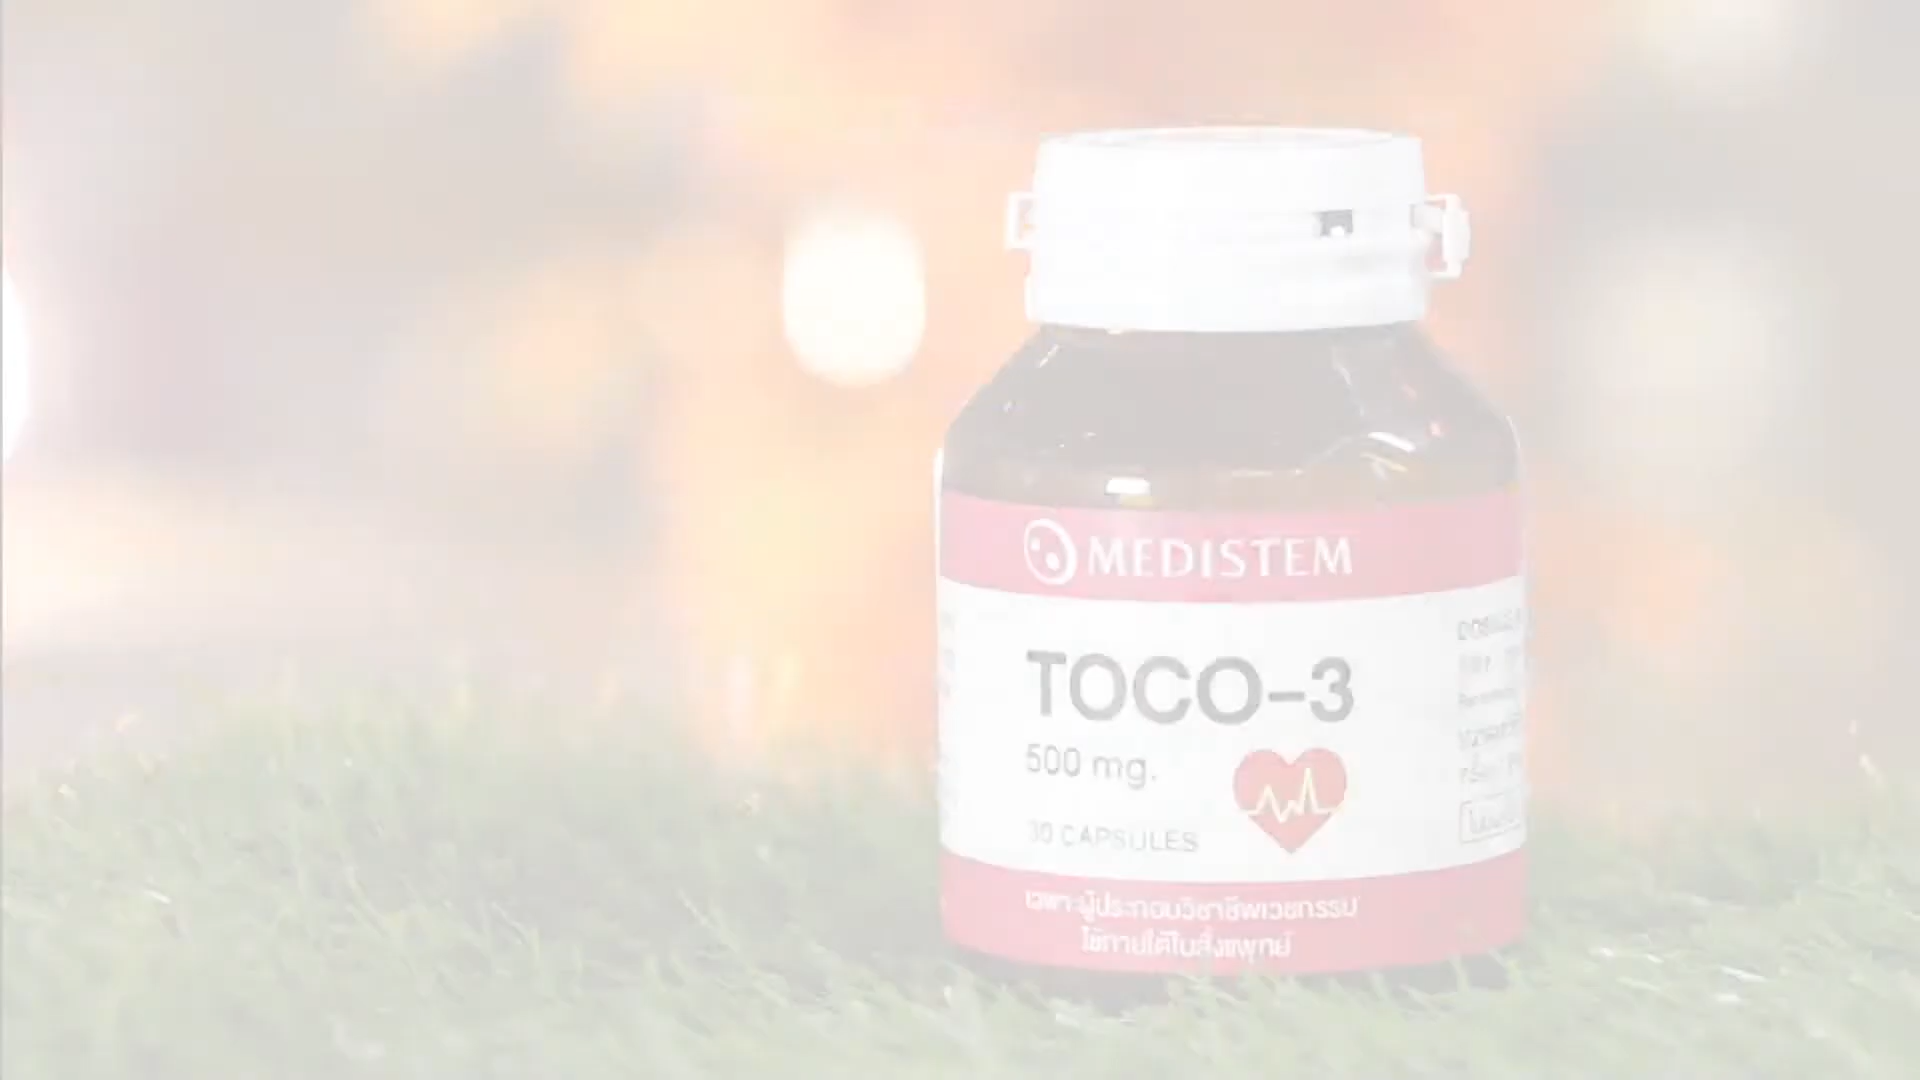 MEDISTEM
TOCO-3
500 mg.
30 CAPSULES
เฉพาะผู้ประกอบวิชาชีพเวชกรรม
ใช้ภายใต้ใบสั่งแพทย์